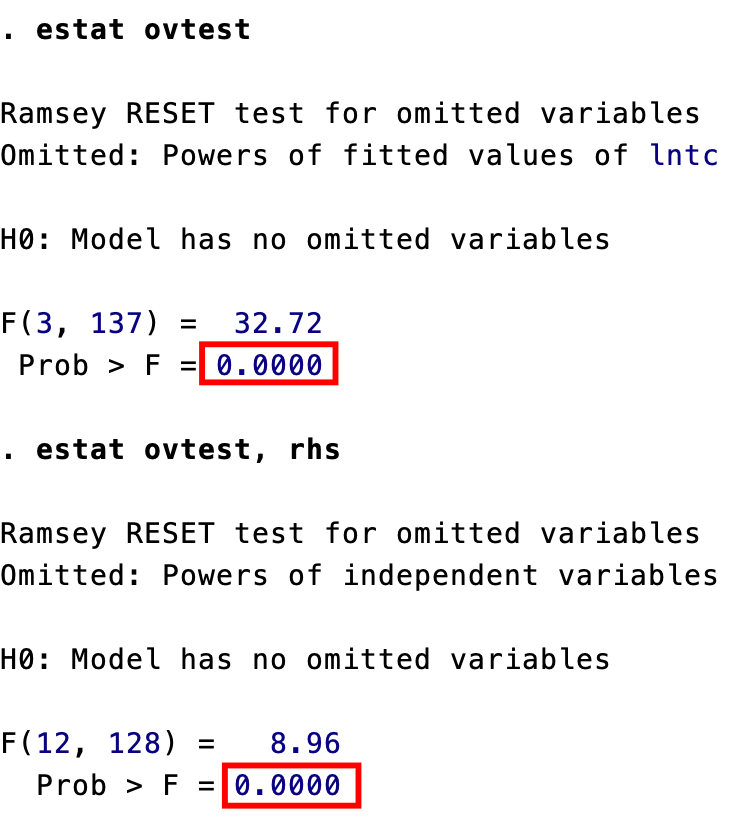 . estat ovtest
Ramsey RESET test for omitted variables
Omitted: Powers of fitted values of lntc
H0: Model has no omitted variables
F(3, 137) =  32.72
Prob > F = 0.0000
. estat ovtest, rhs
Ramsey RESET test for omitted variables
Omitted: Powers of independent variables
H0: Model has no omitted variables
F(12, 128) =   8.96
Prob > F = 0.0000